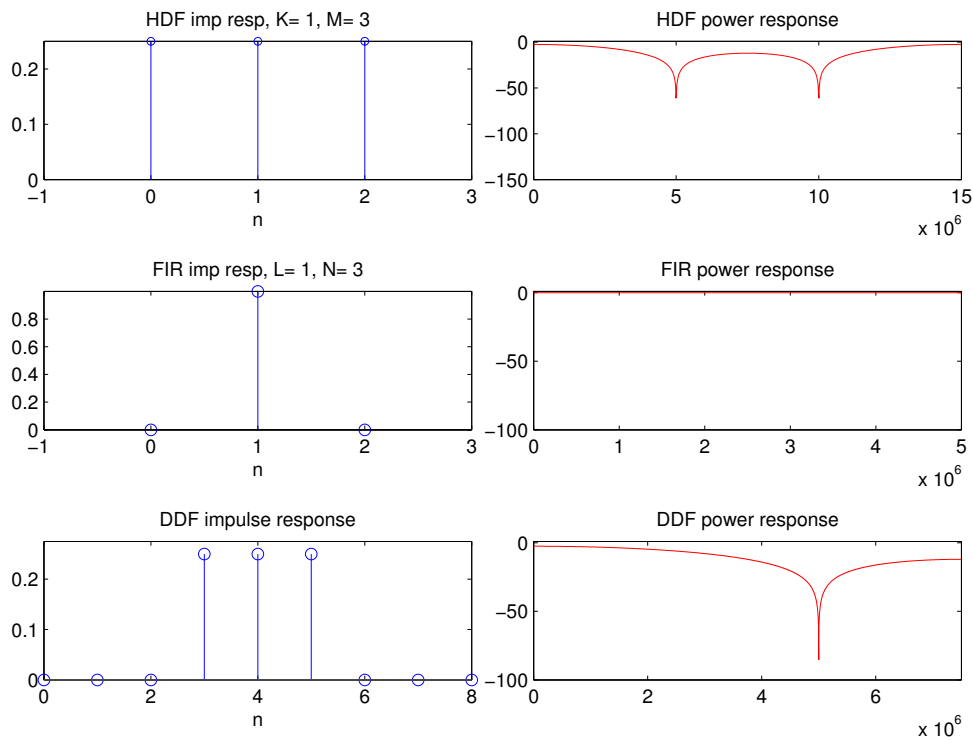 HDF imp resp, K= 1, M= 3
0.2
0.1
0
−1 0 1 2 3
n
HDF power response
0
−50
−100
−150
0 5 10 15
x 10^6
FIR imp resp, L= 1, N= 3
0.8
0.6
0.4
0.2
0
−1 0 1 2 3
n
FIR power response
0
−50
−100
0 1 2 3 4 5
x 10^6
DDF impulse response
0.2
0.1
0
0 2 4 6 8
n
DDF power response
0
−50
−100
0 2 4 6
x 10^6